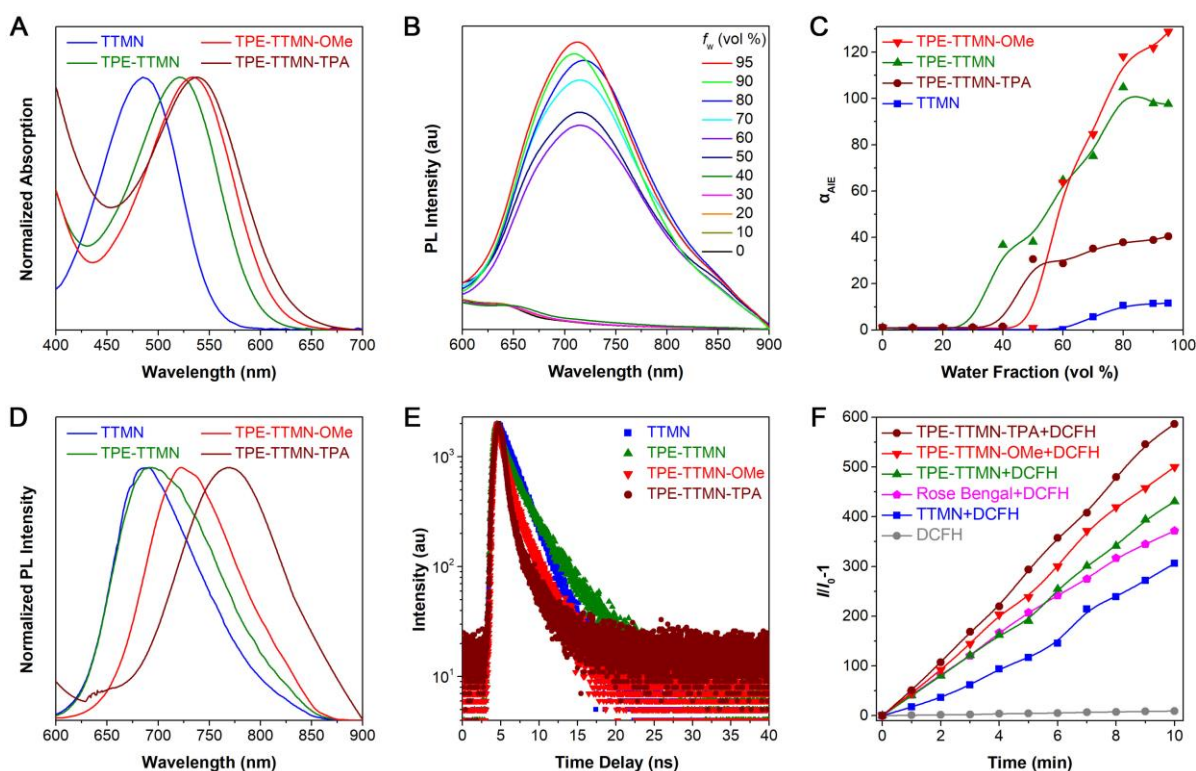 A
TTMN
TPE-TTMN-OMe
TPE-TTMN
TPE-TTMN-TPA
Normalized Absorption
400 450 500 550 600 650 700
Wavelength (nm)
B
fw (vol %)
95
90
80
70
60
50
40
30
20
10
0
PL Intensity (au)
600 650 700 750 800 850 900
Wavelength (nm)
C
TPE-TTMN-OMe
TPE-TTMN
TPE-TTMN-TPA
TTMN
αAIE
120
100
80
60
40
20
0
0 20 40 60 80 100
Water Fraction (vol %)
D
TTMN
TPE-TTMN-OMe
TPE-TTMN
TPE-TTMN-TPA
Normalized PL Intensity
600 650 700 750 800 850 900
Wavelength (nm)
E
TTMN
TPE-TTMN
TPE-TTMN-OMe
TPE-TTMN-TPA
Intensity (au)
10³
10²
10¹
0 5 10 15 20 25 30 35 40
Time Delay (ns)
F
TPE-TTMN-TPA+DCFH
TPE-TTMN-OMe+DCFH
TPE-TTMN+DCFH
Rose Bengal+DCFH
TTMN+DCFH
DCFH
I/I0-1
600
500
400
300
200
100
0
0 2 4 6 8 10
Time (min)